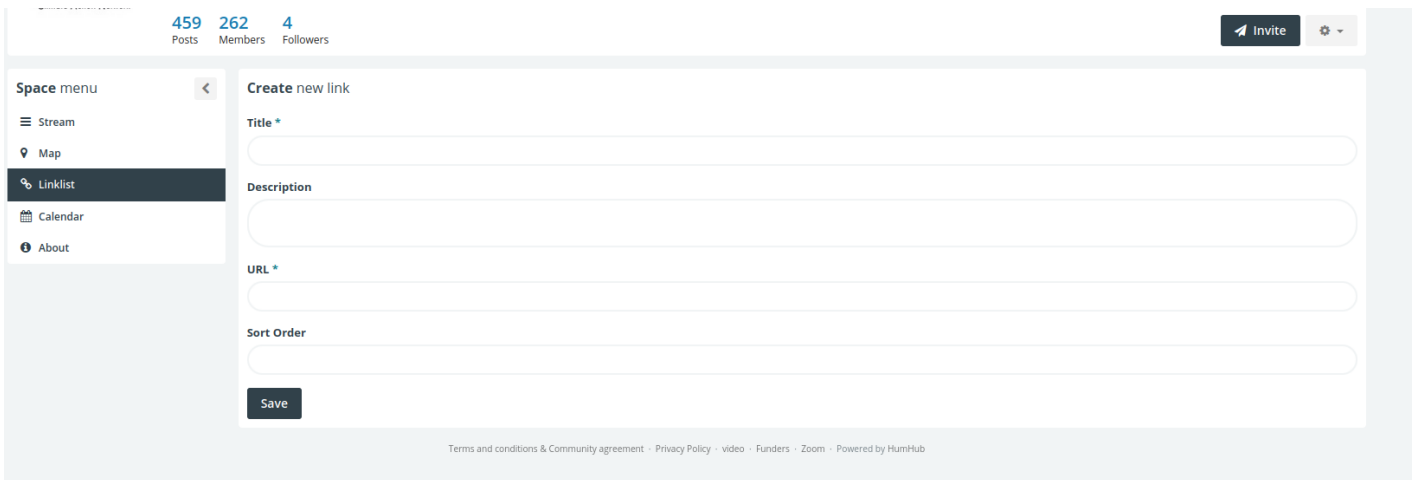 459 262 4
Posts Members Followers
Invite
Space menu
Stream
Map
Linklist
Calendar
About
Create new link
Title *
Description
URL *
Sort Order
Save
Terms and conditions & Community agreement · Privacy Policy · video · Funders · Zoom · Powered by HumHub